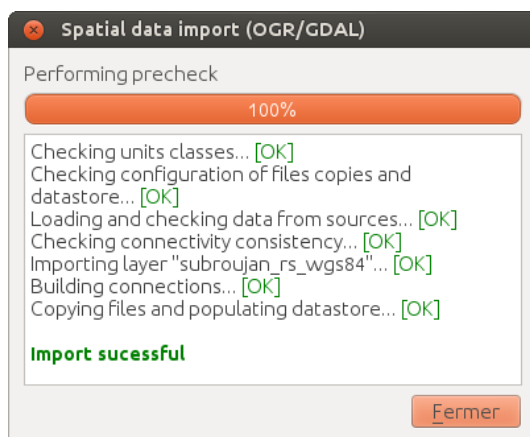 Spatial data import (OGR/GDAL)
Performing precheck
100%
Checking units classes... [OK]
Checking configuration of files copies and
datastore... [OK]
Loading and checking data from sources... [OK]
Checking connectivity consistency... [OK]
Importing layer "subroujan_rs_wgs84"... [OK]
Building connections... [OK]
Copying files and populating datastore... [OK]
Import sucessful
Fermer